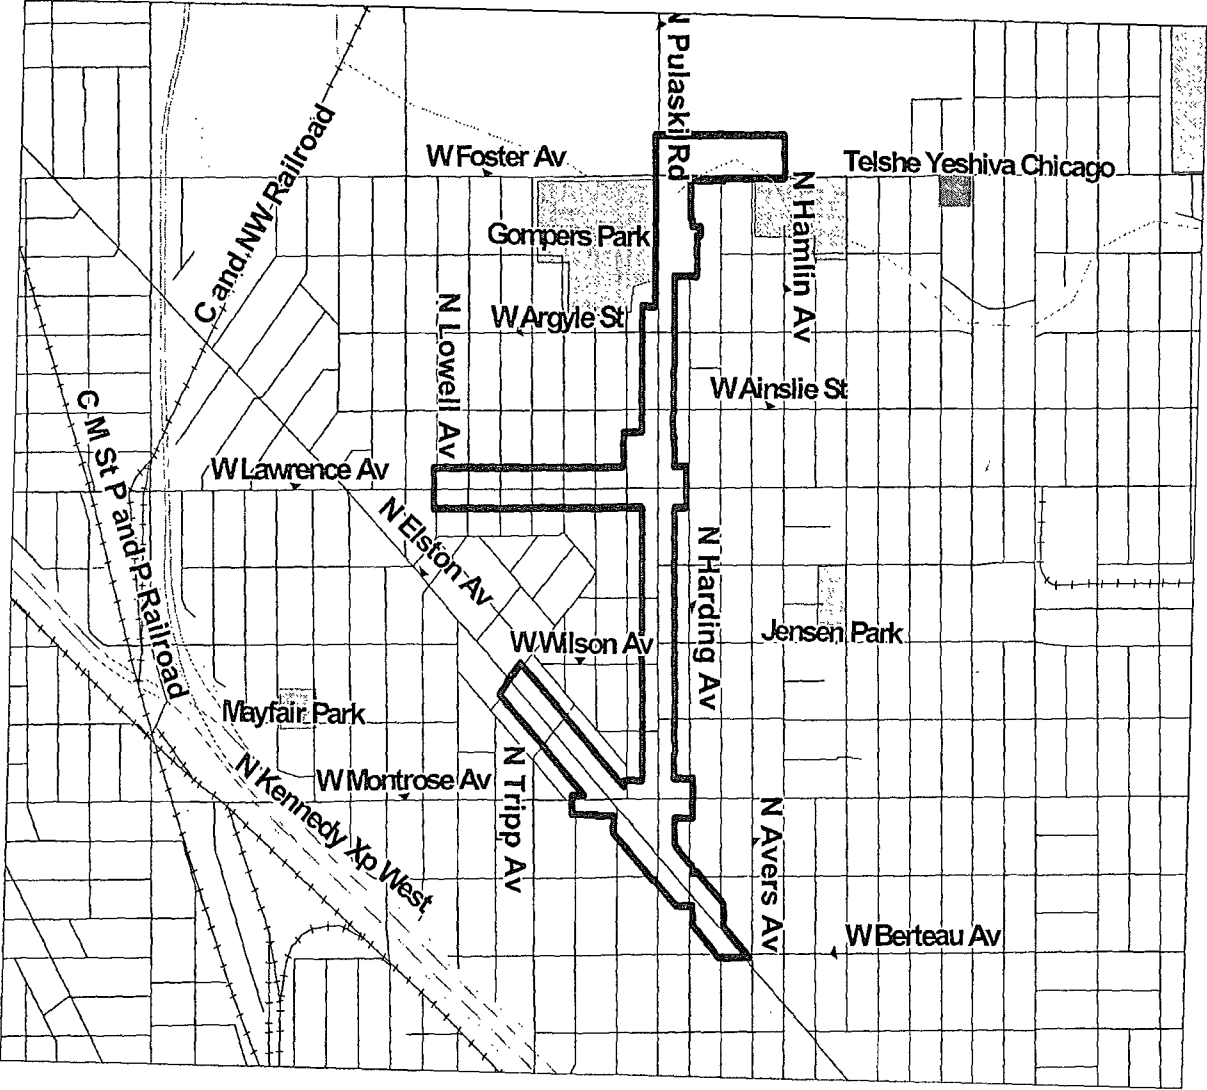 N Pulaski Rd
W Foster Av
Telshe Yeshiva Chicago
C and NW Railroad
N Hamlin Av
Gompers Park
W Argyle St
N Lowell Av
W Ainslie St
C M St P and P Railroad
W Lawrence Av
N Elston Av
N Harding Av
W Wilson Av
Jensen Park
Mayfair Park
N Kennedy Xp West
W Montrose Av
N Tripp Av
N Avers Av
W Berteau Av